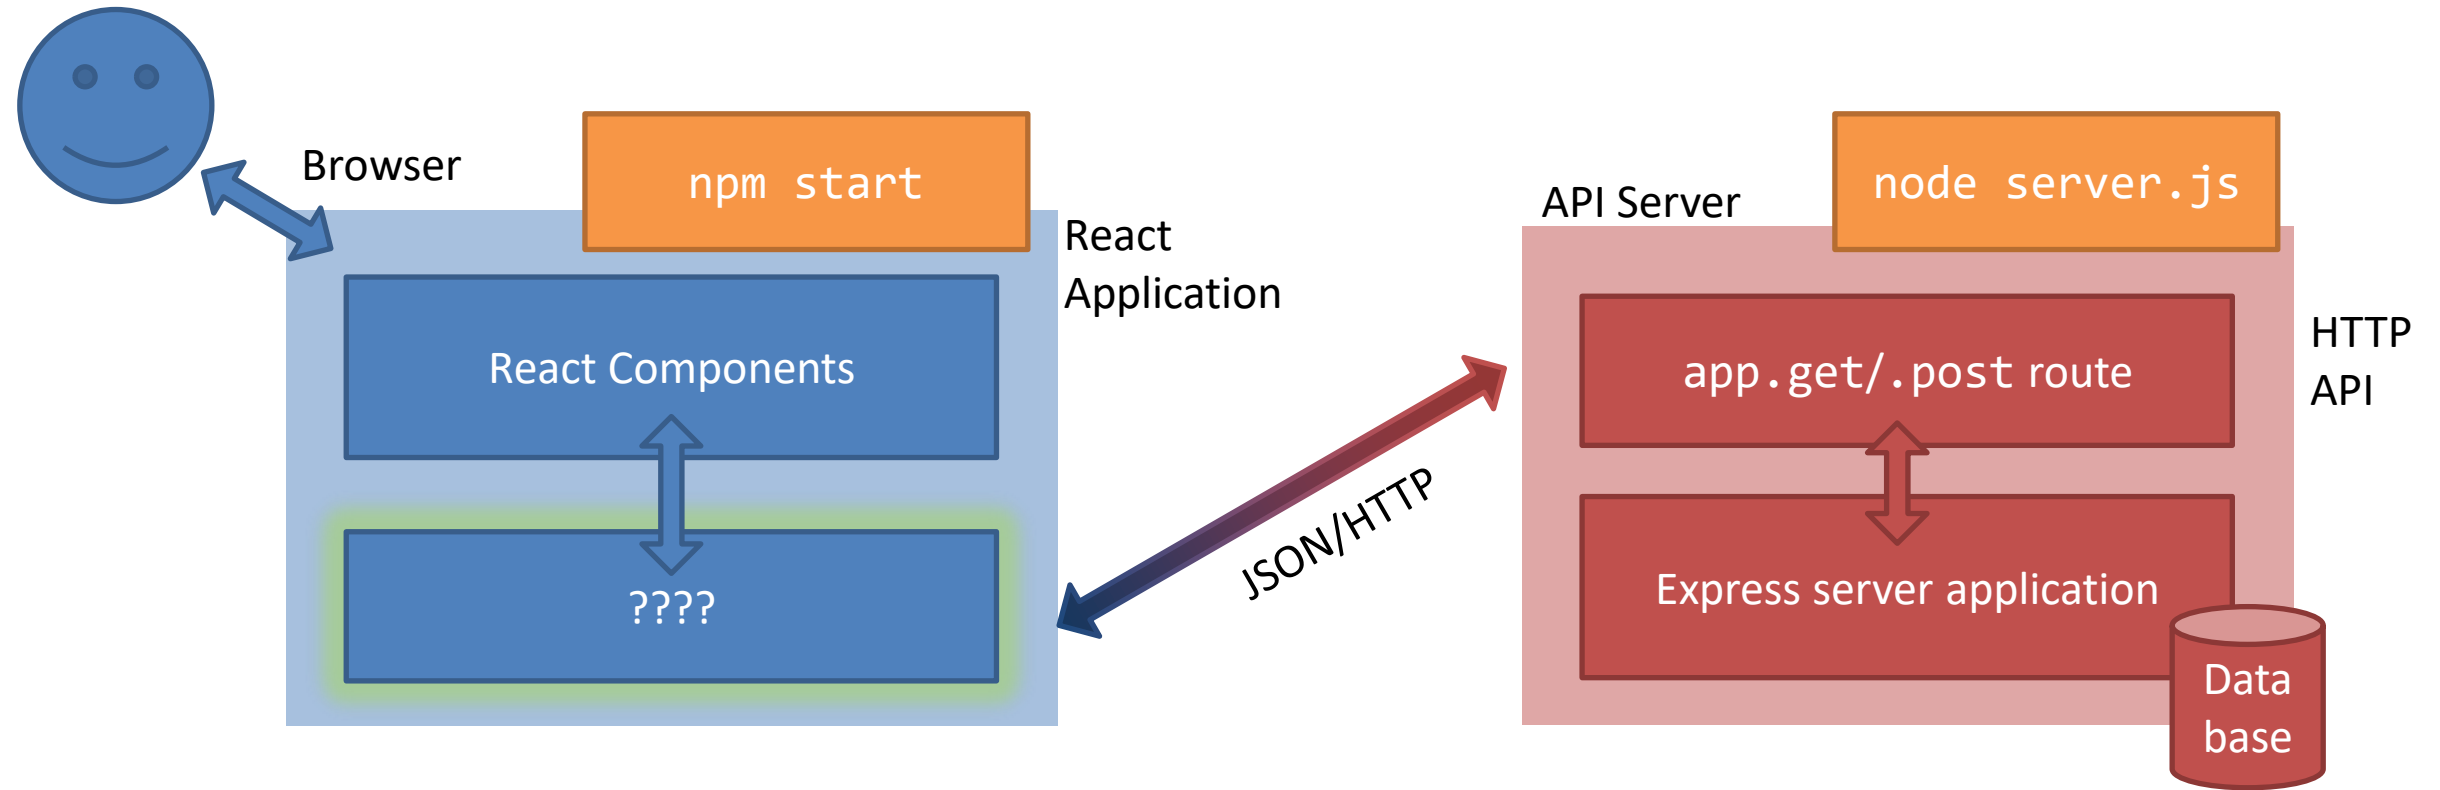 Browser
npm start
React
Application
React Components
????
JSON/HTTP
API Server
node server.js
HTTP
API
app.get/.post route
Express server application
Data
base